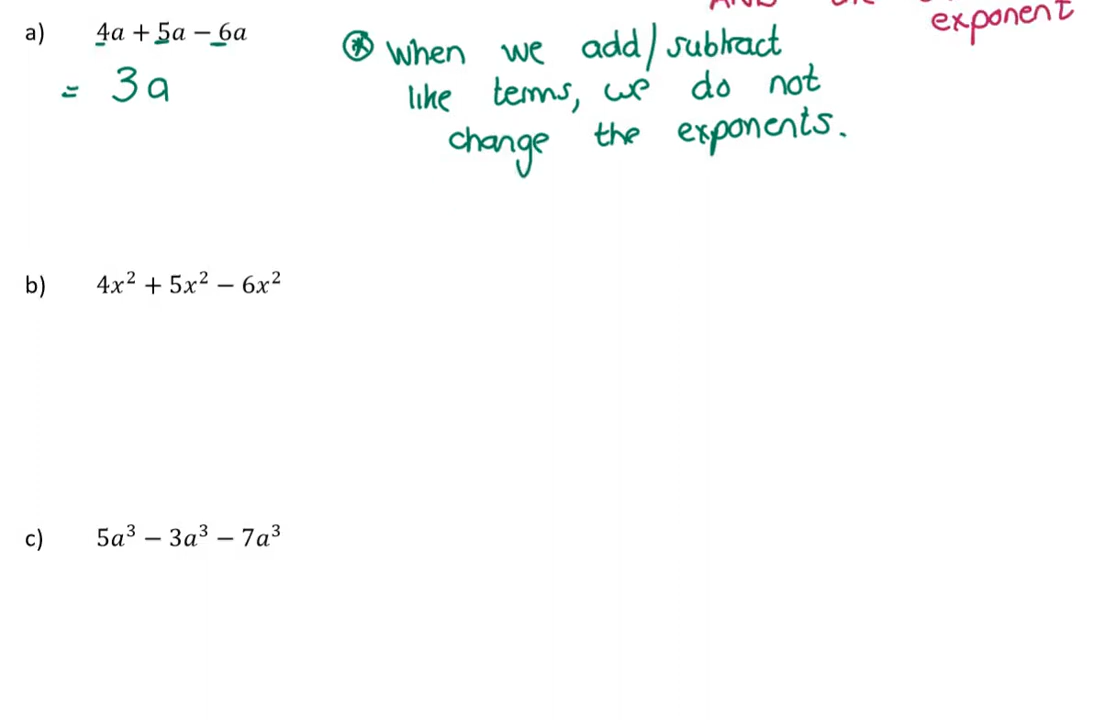 exponent
a) 4a + 5a − 6a
= 3a
⊛ When we add/subtract
like terms, we do not
change the exponents.
b) 4x² + 5x² − 6x²
c) 5a³ − 3a³ − 7a³